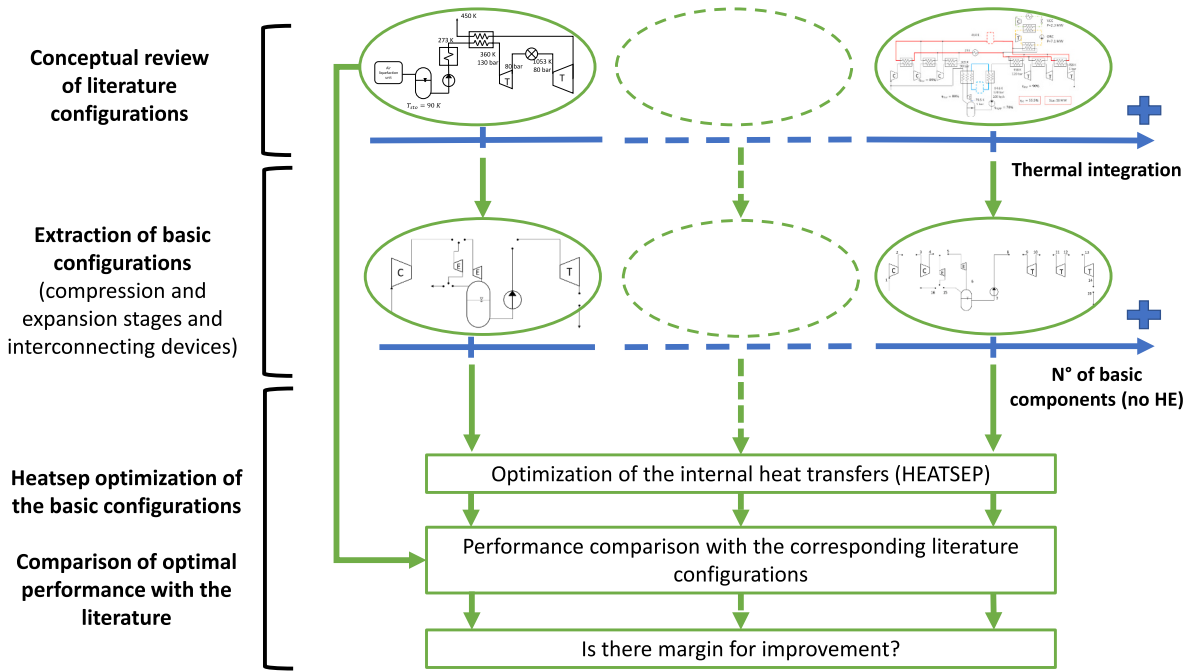 Conceptual review
of literature
configurations
450 K
273 K
360 K
130 bar
80 bar
1053 K
80 bar
T
Air
liquefaction
unit
T_sto = 90 K
C
C
C
T
T
T
Thermal integration
Extraction of basic
configurations
(compression and
expansion stages and
interconnecting devices)
C
E
E
T
C
C
E
T
T
T
N° of basic
components (no HE)
Heatsep optimization of
the basic configurations
Comparison of optimal
performance with the
literature
Optimization of the internal heat transfers (HEATSEP)
Performance comparison with the corresponding literature
configurations
Is there margin for improvement?